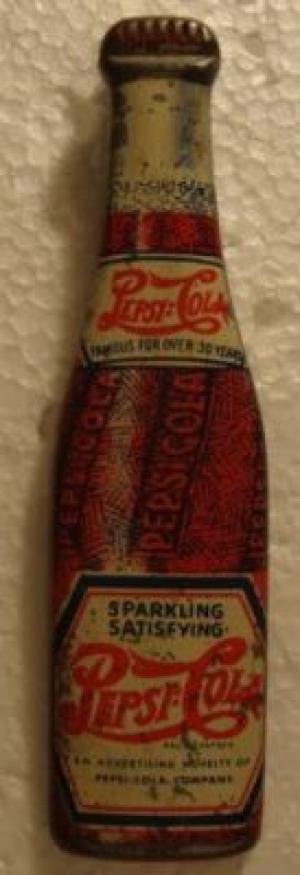 PEPSI-COLA
FAMOUS FOR OVER 30 YEARS
PEPSI-COLA
PEPSI-COLA
PEP
SPARKLING
SATISFYING
PEPSI-COLA
AN ADVERTISING NOVELTY OF
PEPSI-COLA COMPANY